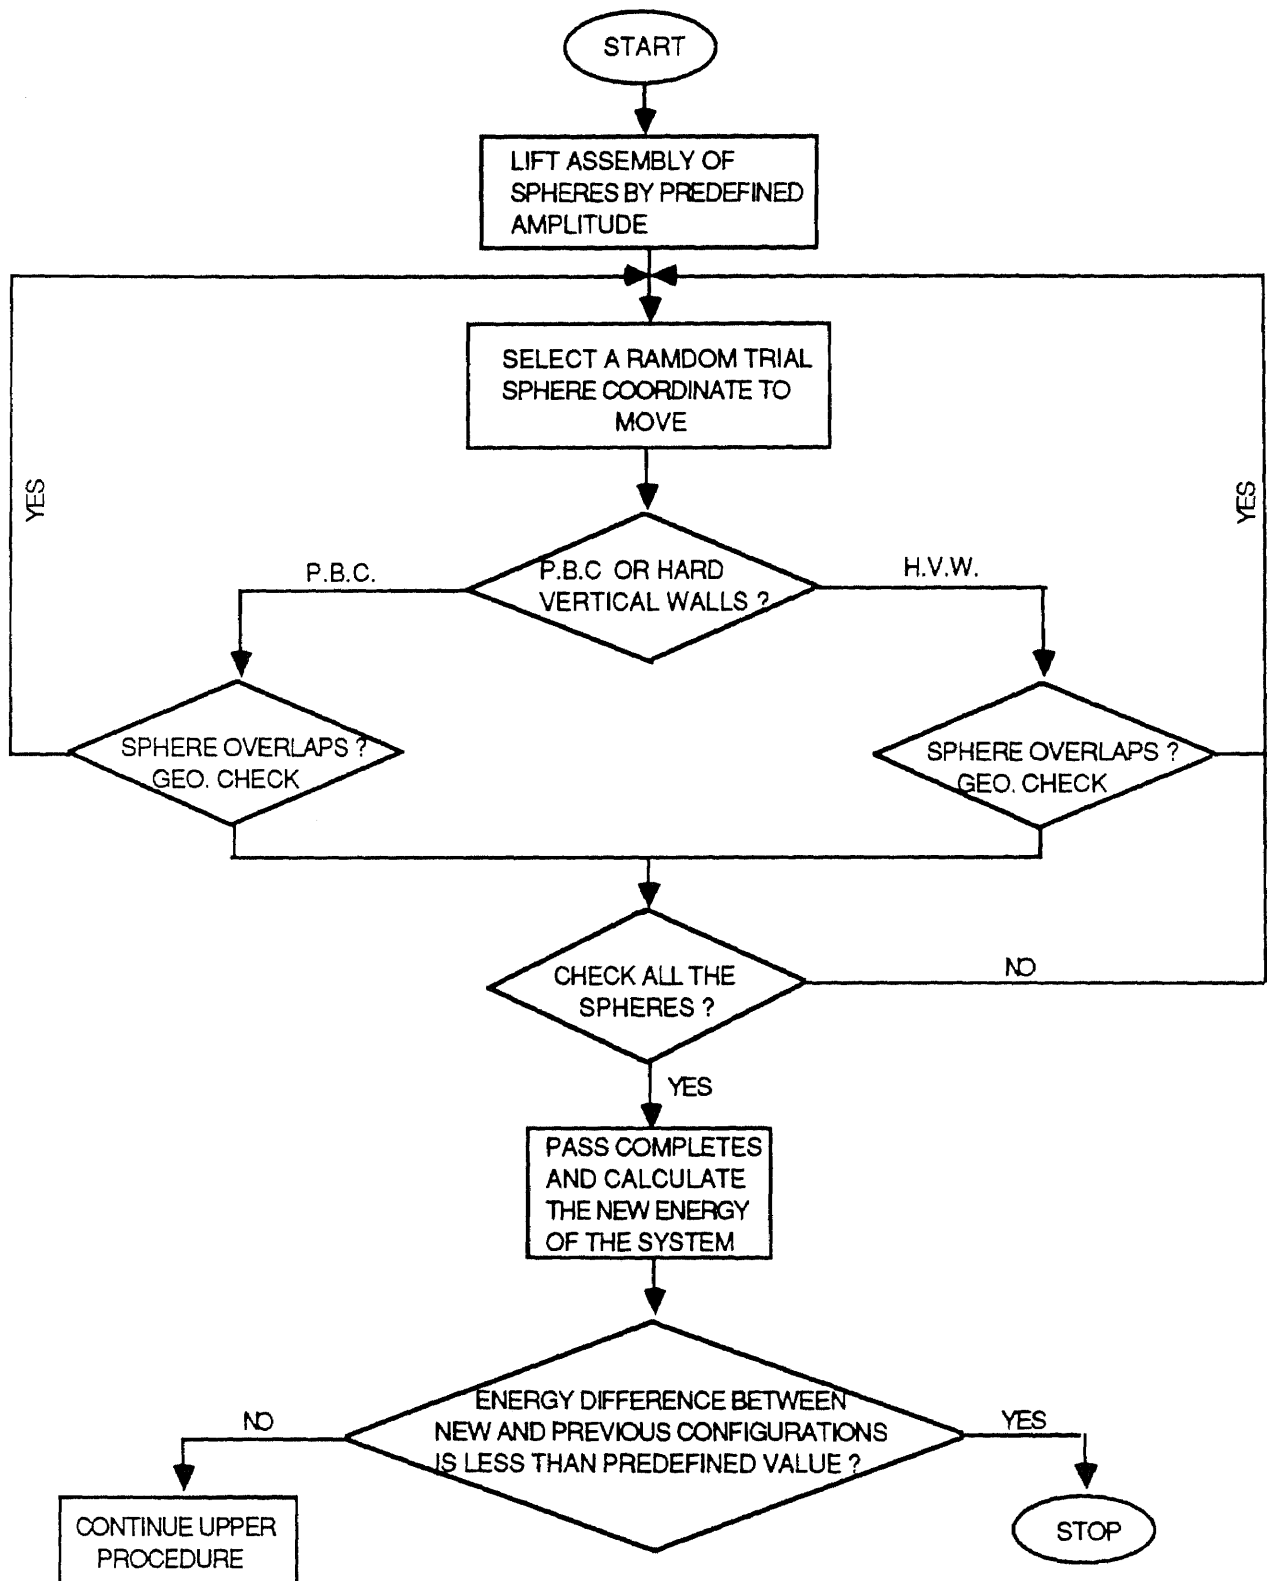 START
LIFT ASSEMBLY OF
SPHERES BY PREDEFINED
AMPLITUDE
SELECT A RAMDOM TRIAL
SPHERE COORDINATE TO
MOVE
YES
YES
P.B.C.
P.B.C OR HARD
VERTICAL WALLS ?
H.V.W.
SPHERE OVERLAPS ?
GEO. CHECK
SPHERE OVERLAPS ?
GEO. CHECK
CHECK ALL THE
SPHERES ?
NO
YES
PASS COMPLETES
AND CALCULATE
THE NEW ENERGY
OF THE SYSTEM
ENERGY DIFFERENCE BETWEEN
NEW AND PREVIOUS CONFIGURATIONS
IS LESS THAN PREDEFINED VALUE ?
NO
YES
CONTINUE UPPER
PROCEDURE
STOP